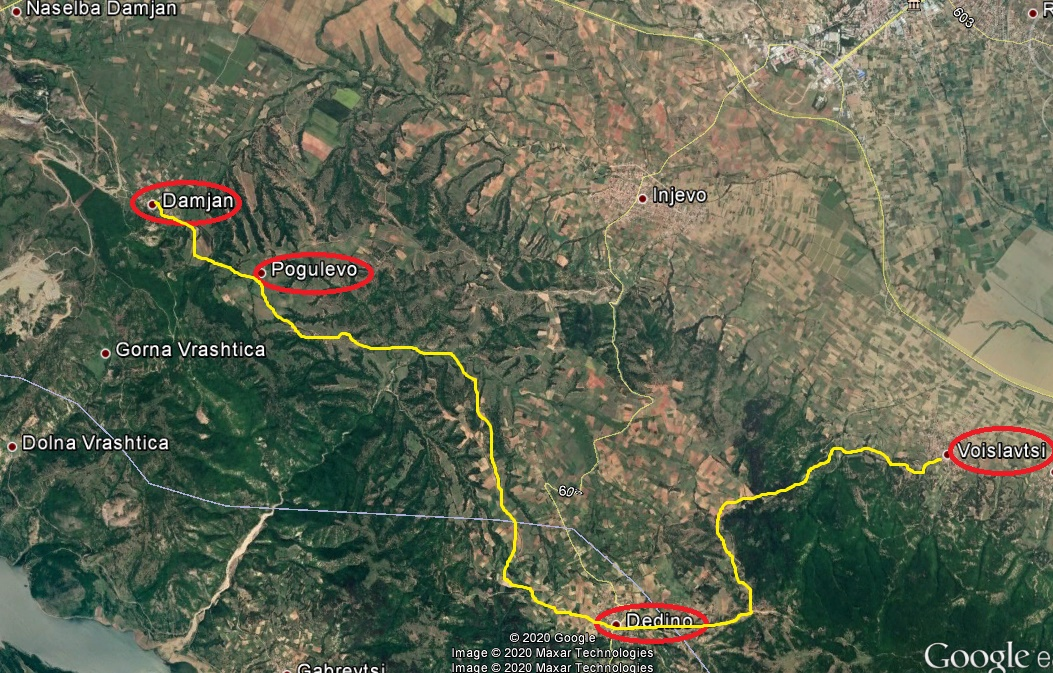 Naselba Damjan
603
Damjan
Injevo
Pogulevo
Gorna Vrashtica
Dolna Vrashtica
Voislavtsi
Dedino
© 2020 Google
Image © 2020 Maxar Technologies
Image © 2020 Maxar Technologies
Gabrevtsi
Google e